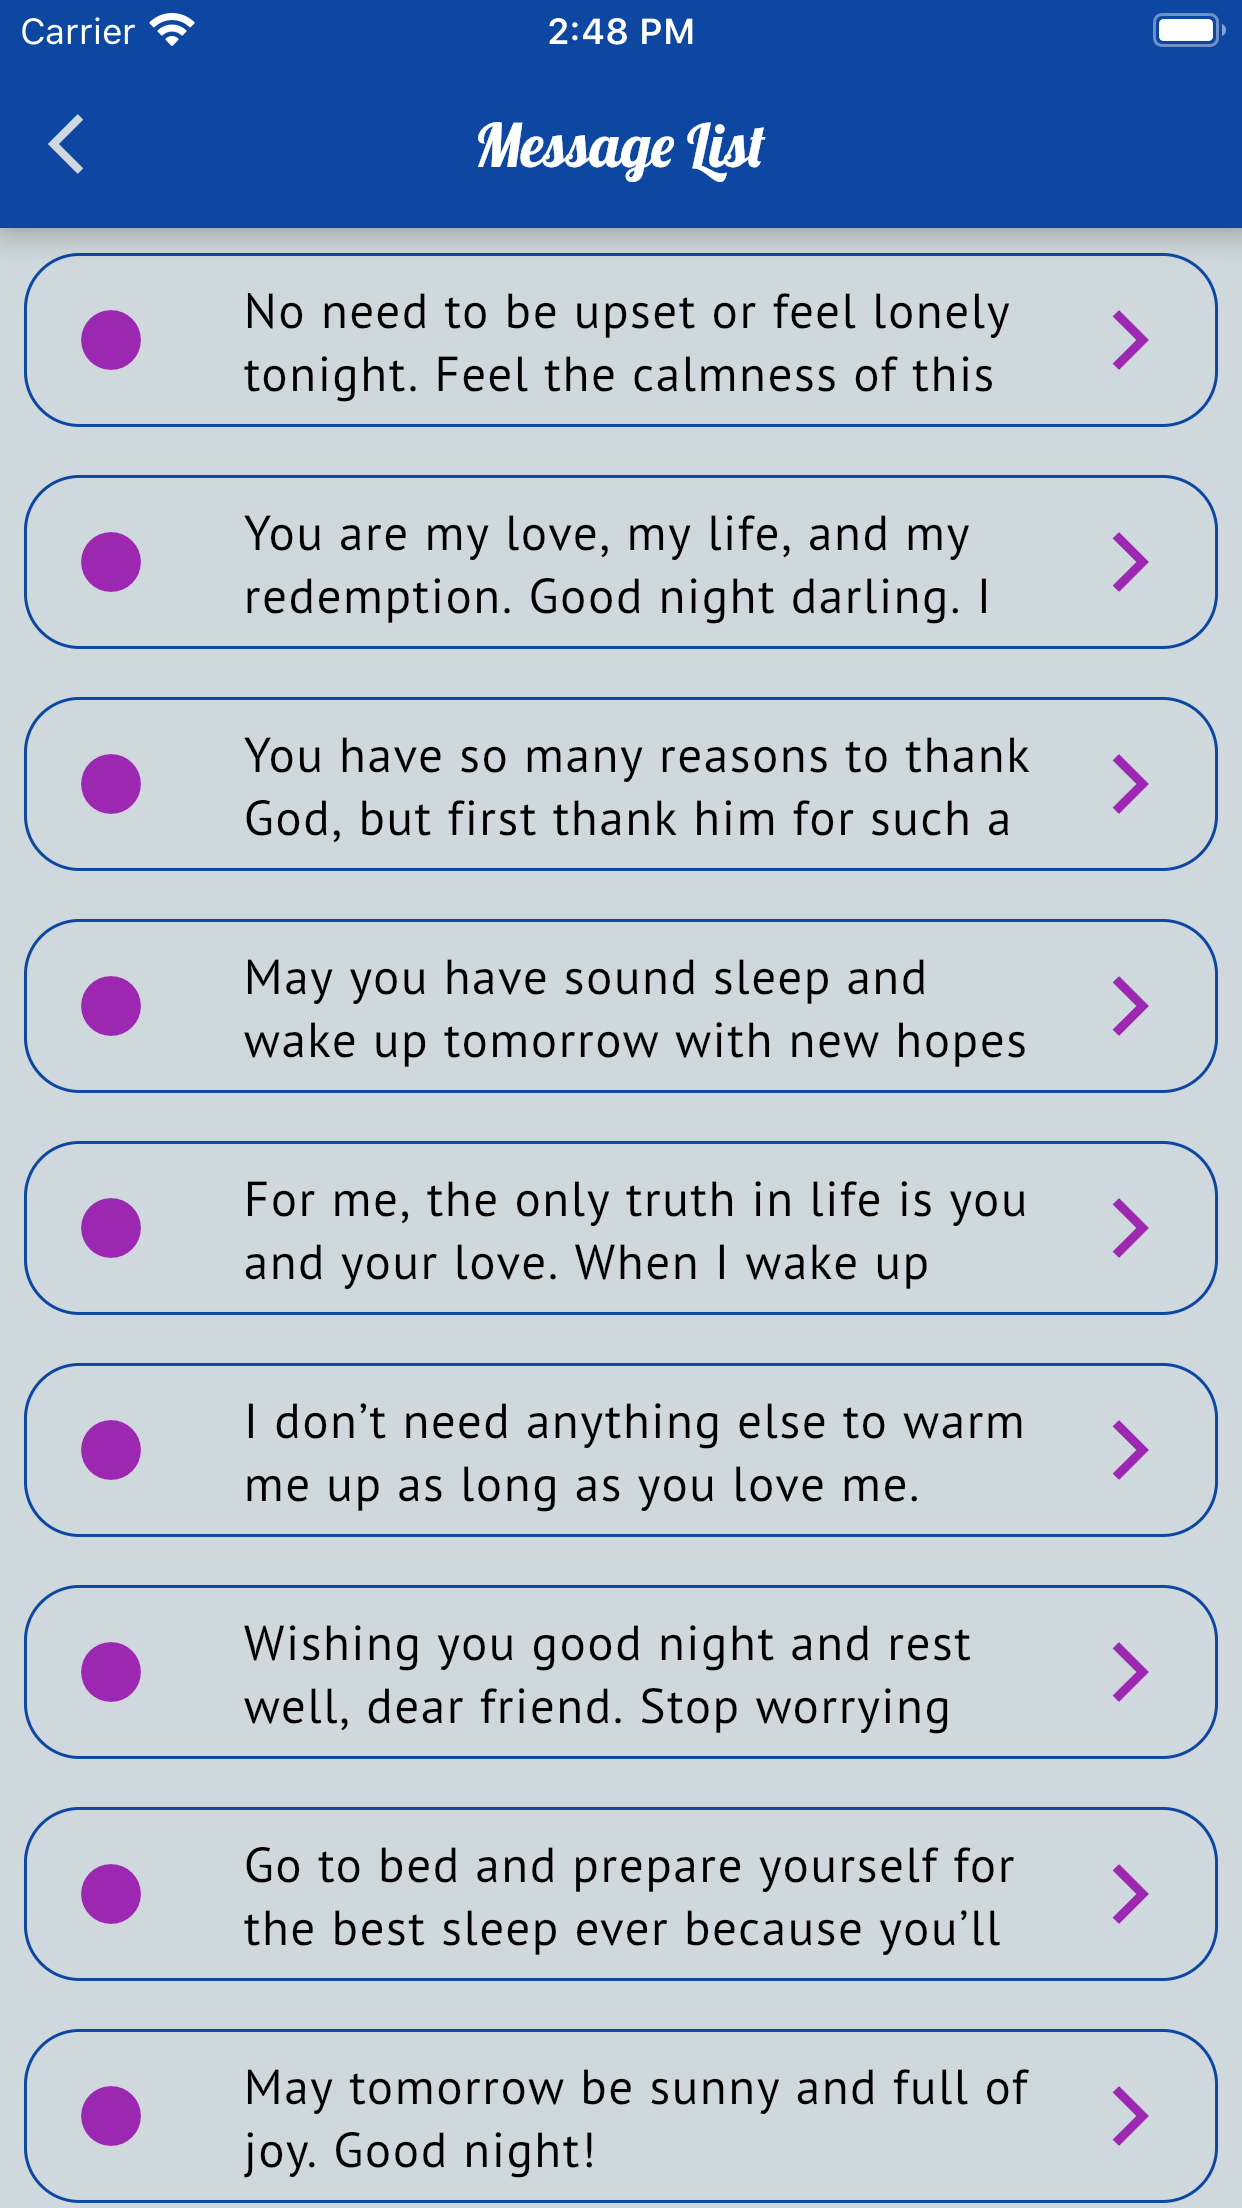 Carrier
2:48 PM
Message List
No need to be upset or feel lonely
tonight. Feel the calmness of this
You are my love, my life, and my
redemption. Good night darling. I
You have so many reasons to thank
God, but first thank him for such a
May you have sound sleep and
wake up tomorrow with new hopes
For me, the only truth in life is you
and your love. When I wake up
I don’t need anything else to warm
me up as long as you love me.
Wishing you good night and rest
well, dear friend. Stop worrying
Go to bed and prepare yourself for
the best sleep ever because you’ll
May tomorrow be sunny and full of
joy. Good night!